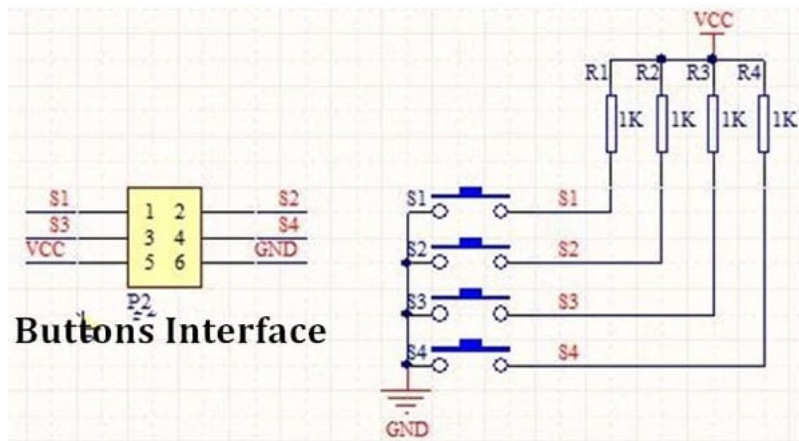 VCC
R1 R2 R3 R4
1K 1K 1K 1K
S1 S2
1 2
S3 S4
3 4
VCC GND
5 6
P2
Buttons Interface
S1 S1
S2 S2
S3 S3
S4 S4
GND